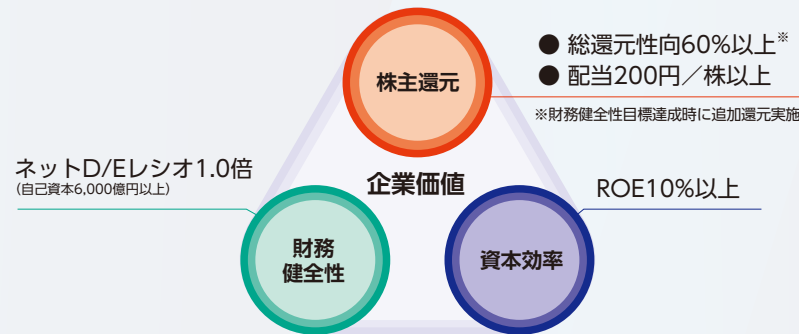 ● 総還元性向60%以上※
● 配当200円／株以上
※財務健全性目標達成時に追加還元実施
株主還元
企業価値
ネットD/Eレシオ1.0倍
(自己資本6,000億円以上)
ROE10%以上
財務
健全性
資本効率